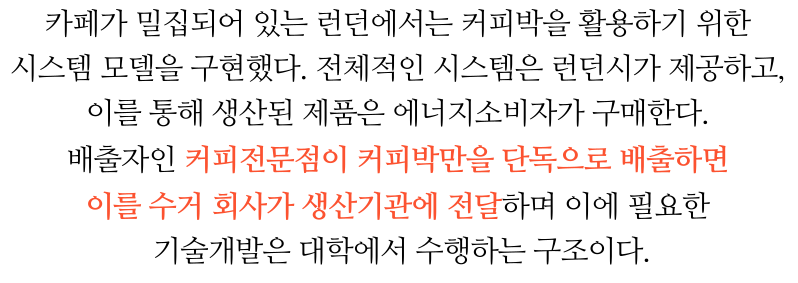 카페가 밀집되어 있는 런던에서는 커피박을 활용하기 위한
시스템 모델을 구현했다. 전체적인 시스템은 런던시가 제공하고,
이를 통해 생산된 제품은 에너지소비자가 구매한다.
배출자인 커피전문점이 커피박만을 단독으로 배출하면
이를 수거 회사가 생산기관에 전달하며 이에 필요한
기술개발은 대학에서 수행하는 구조이다.